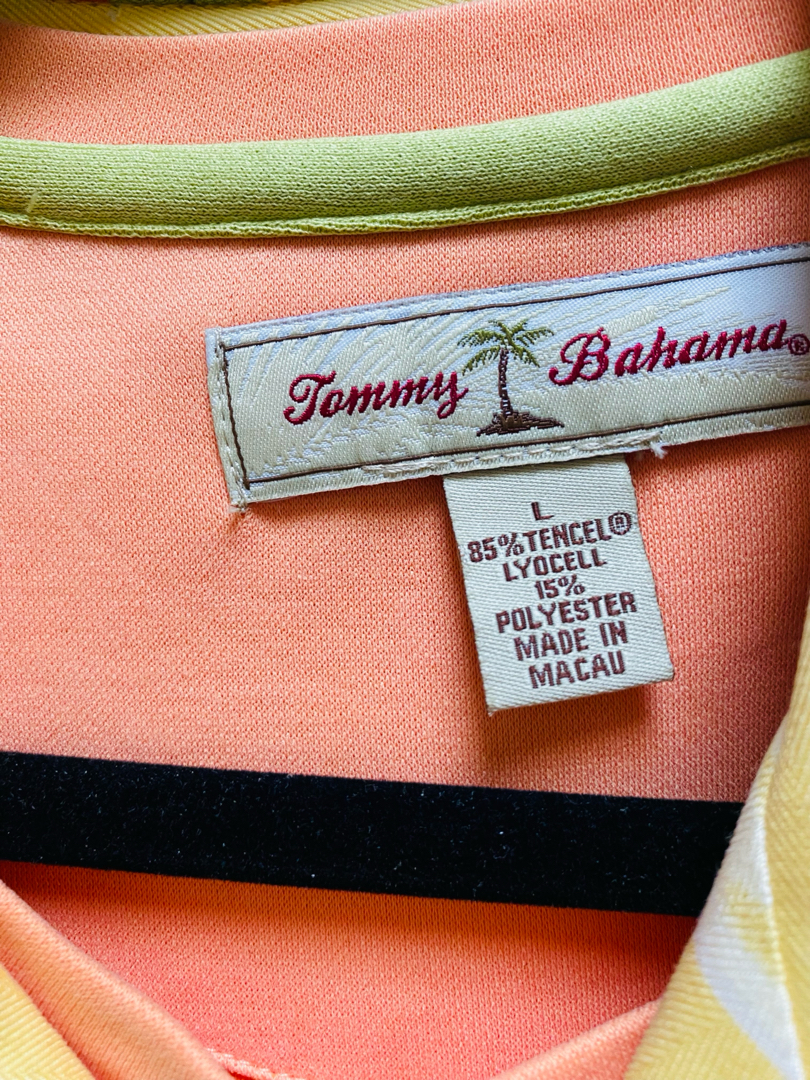 Tommy Bahama®
L
85%TENCEL®
LYOCELL
15%
POLYESTER
MADE IN
MACAU